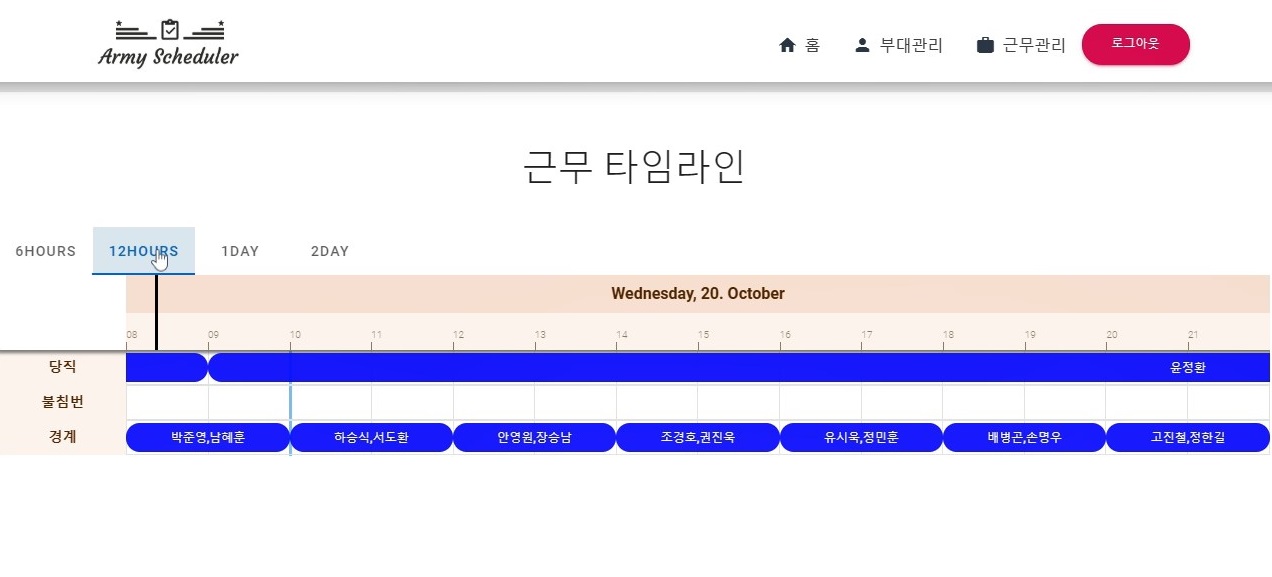 Army Scheduler
홈 부대관리 근무관리 로그아웃
근무 타임라인
6HOURS 12HOURS 1DAY 2DAY
Wednesday, 20. October
08 09 10 11 12 13 14 15 16 17 18 19 20 21
당직 윤정환
불침번
경계 박준영,남혜훈 하승식,서도환 안영원,장승남 조경호,권진욱 유시욱,정민훈 배병곤,손명우 고진철,정한길